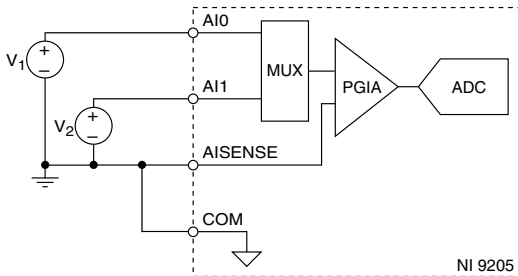 AI0
V1
+
−
MUX
PGIA
ADC
AI1
V2
+
−
AISENSE
COM
NI 9205